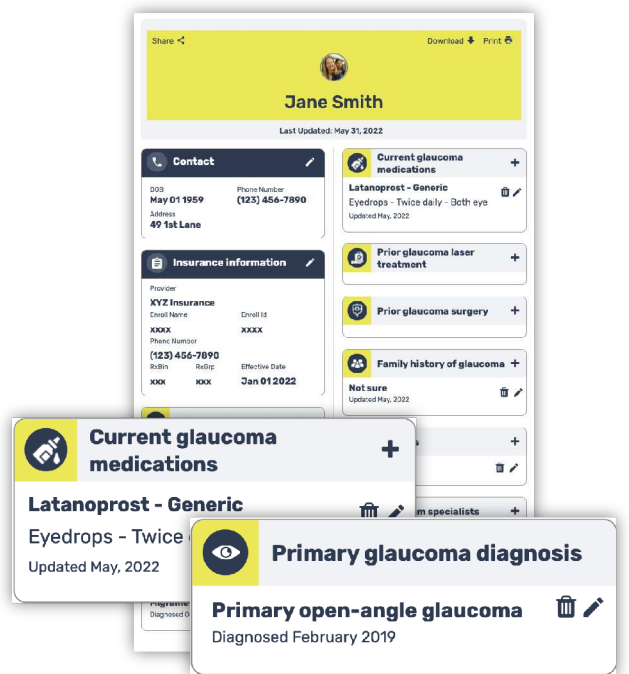 Share
Download
Print
Jane Smith
Last Updated: May 31, 2022
Contact
DOB
Phone Number
May 01 1959
(123) 456-7890
Address
49 1st Lane
Insurance information
Provider
XYZ Insurance
Enroll Name
Enroll Id
xxxx
xxxx
Phone Number
(123) 456-7890
RxBin
RxGrp
Effective Date
xxx
xxx
Jan 01 2022
Current glaucoma
medications
Latanoprost - Generic
Eyedrops - Twice daily - Both eye
Updated May, 2022
Prior glaucoma laser
treatment
Prior glaucoma surgery
Family history of glaucoma
Not sure
Updated May, 2022
specialists
Current glaucoma
medications
Latanoprost - Generic
Eyedrops - Twice
Updated May, 2022
Migraine
Diagnosed
Primary glaucoma diagnosis
Primary open-angle glaucoma
Diagnosed February 2019